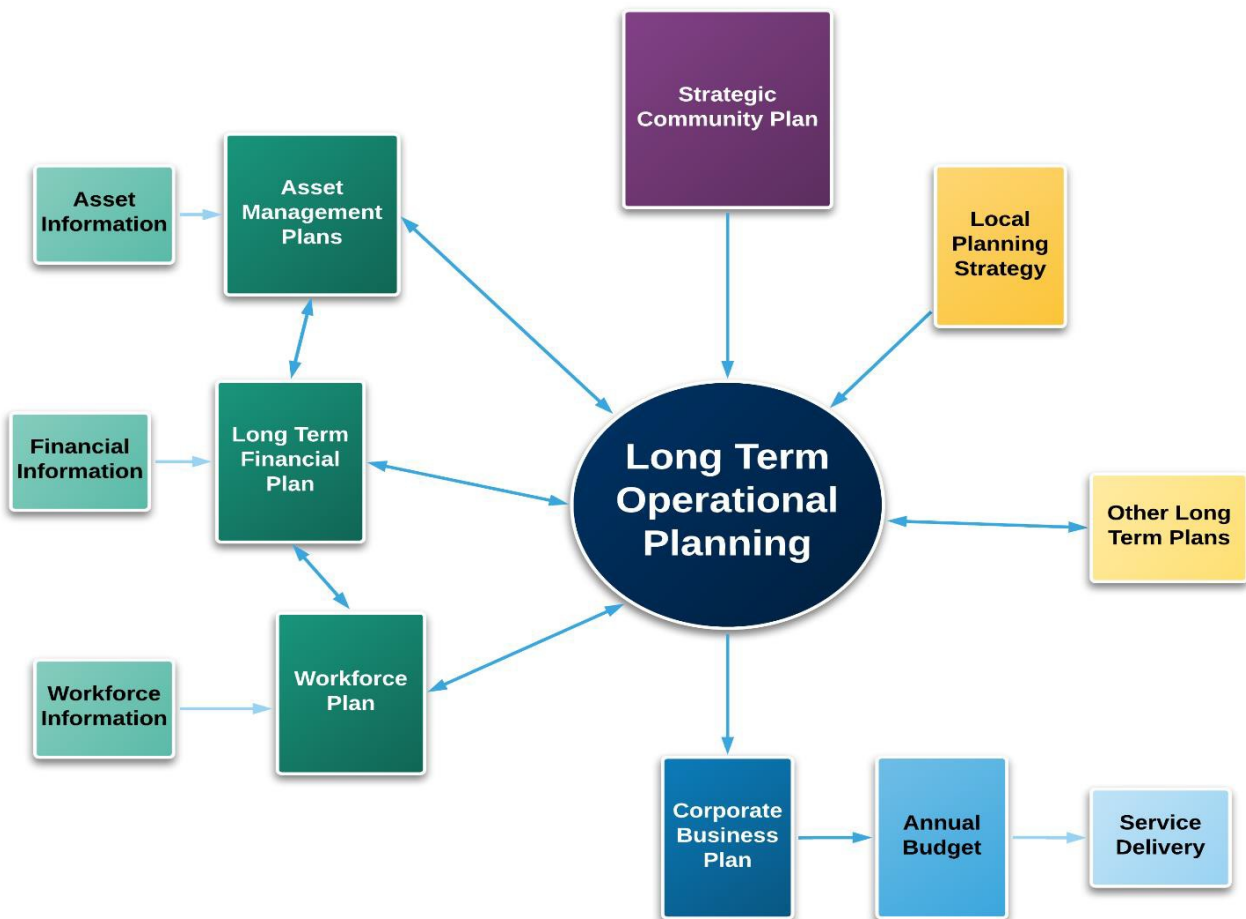 Strategic
Community Plan
Asset
Information
Asset
Management
Plans
Local
Planning
Strategy
Financial
Information
Long Term
Financial
Plan
Long Term
Operational
Planning
Other Long
Term Plans
Workforce
Information
Workforce
Plan
Corporate
Business
Plan
Annual
Budget
Service
Delivery